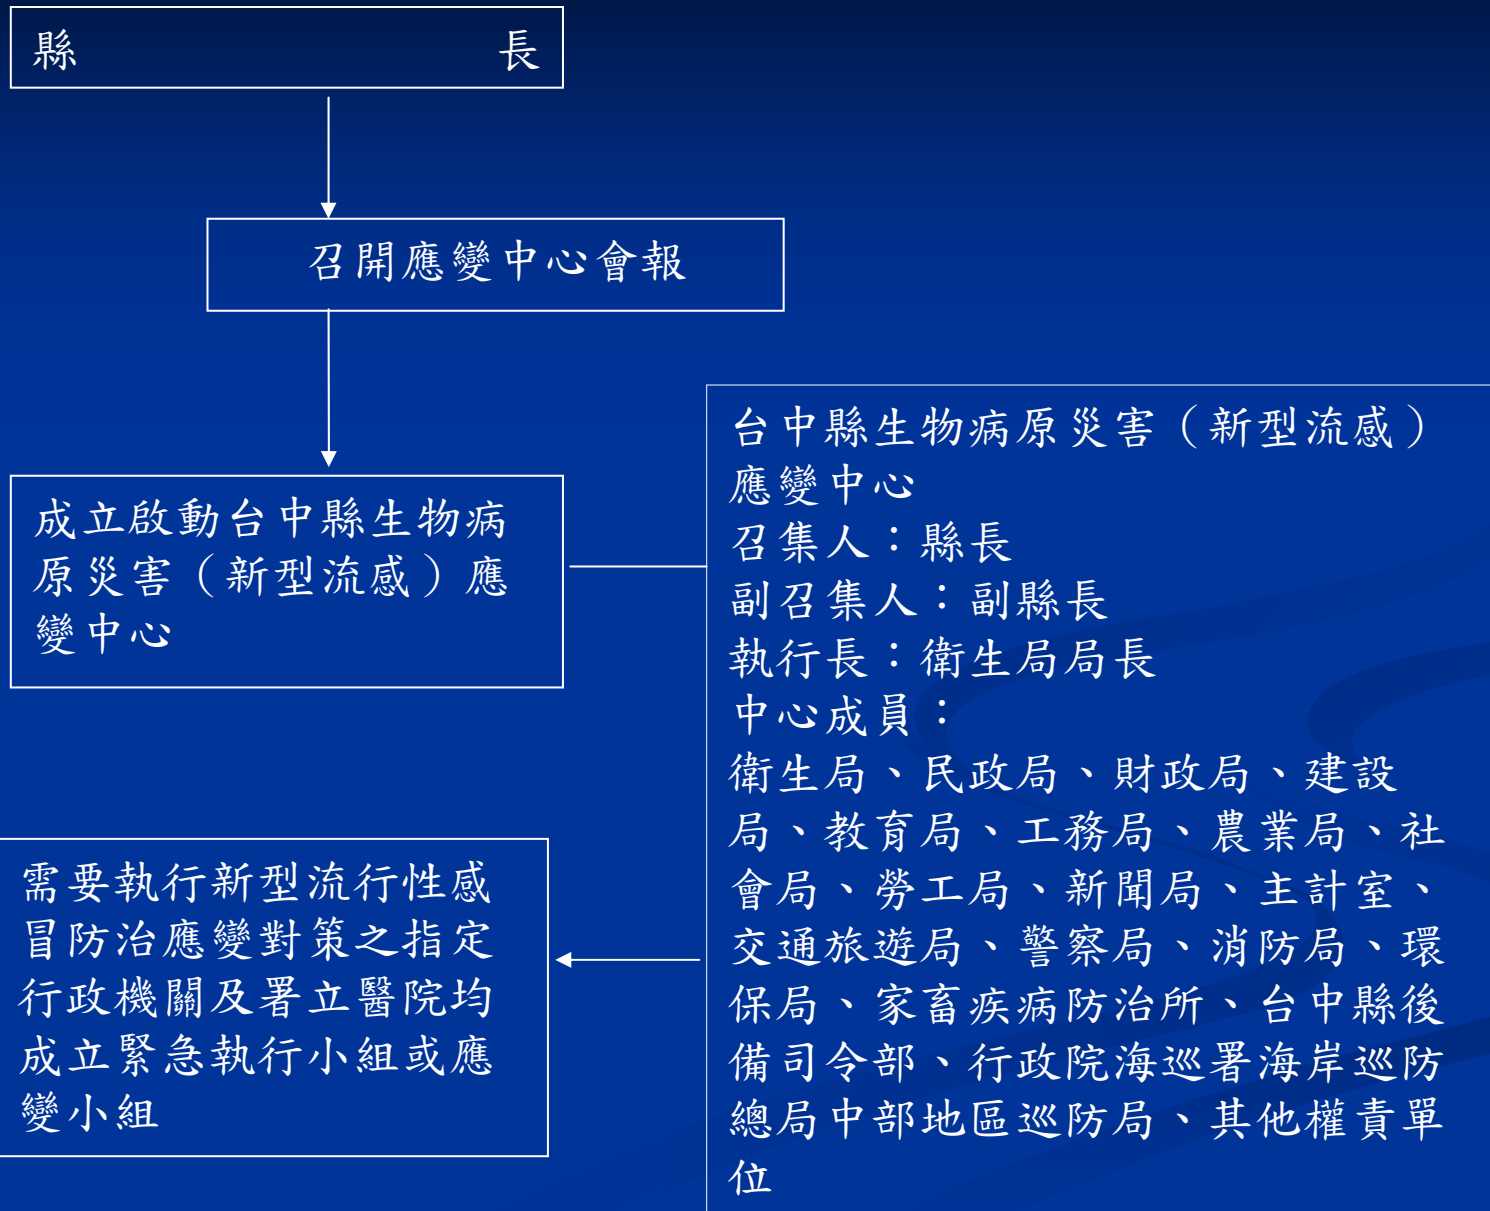 縣長
召開應變中心會報
成立啟動台中縣生物病
原災害（新型流感）應
變中心
台中縣生物病原災害（新型流感）
應變中心
召集人：縣長
副召集人：副縣長
執行長：衛生局局長
中心成員：
衛生局、民政局、財政局、建設
局、教育局、工務局、農業局、社
會局、勞工局、新聞局、主計室、
交通旅遊局、警察局、消防局、環
保局、家畜疾病防治所、台中縣後
備司令部、行政院海巡署海岸巡防
總局中部地區巡防局、其他權責單
位
需要執行新型流行性感
冒防治應變對策之指定
行政機關及署立醫院均
成立緊急執行小組或應
變小組